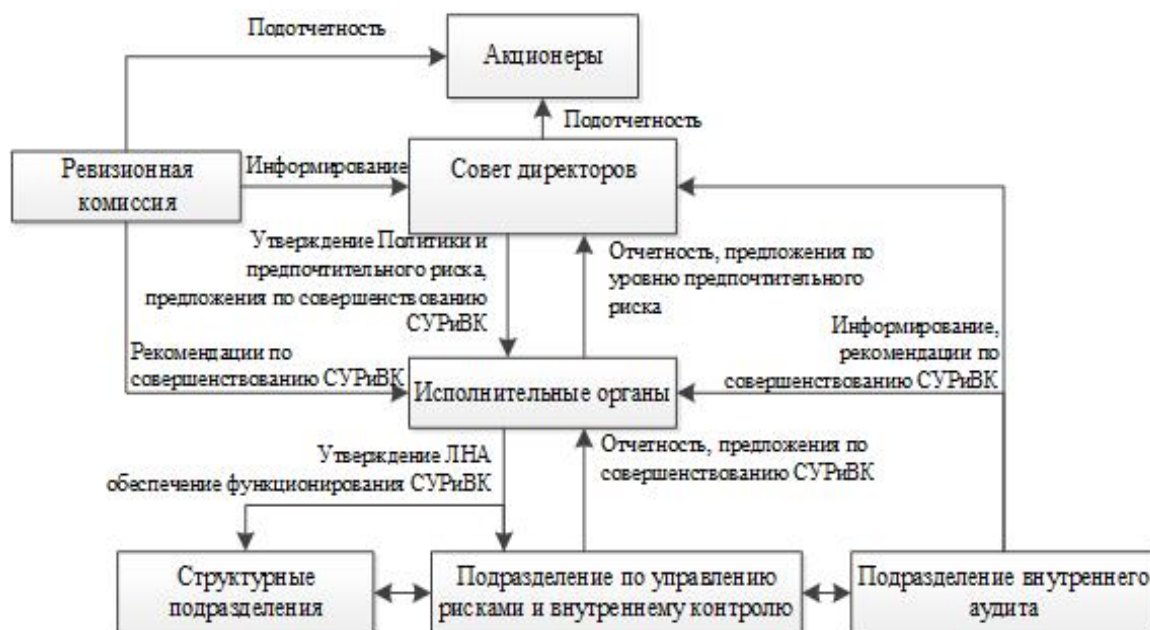 Подотчетность
Акционеры
Подотчетность
Ревизионная
комиссия
Информирование
Совет директоров
Утверждение Политики и
предпочтительного риска,
предложения по совершенствованию
СУРиВК
Отчетность, предложения по
уровню предпочтительного
риска
Информирование,
рекомендации по
совершенствованию СУРиВК
Рекомендации по
совершенствованию СУРиВК
Исполнительные органы
Утверждение ЛНА
обеспечение функционирования СУРиВК
Отчетность, предложения по
совершенствованию СУРиВК
Структурные
подразделения
Подразделение по управлению
рисками и внутреннему контролю
Подразделение внутреннего
аудита